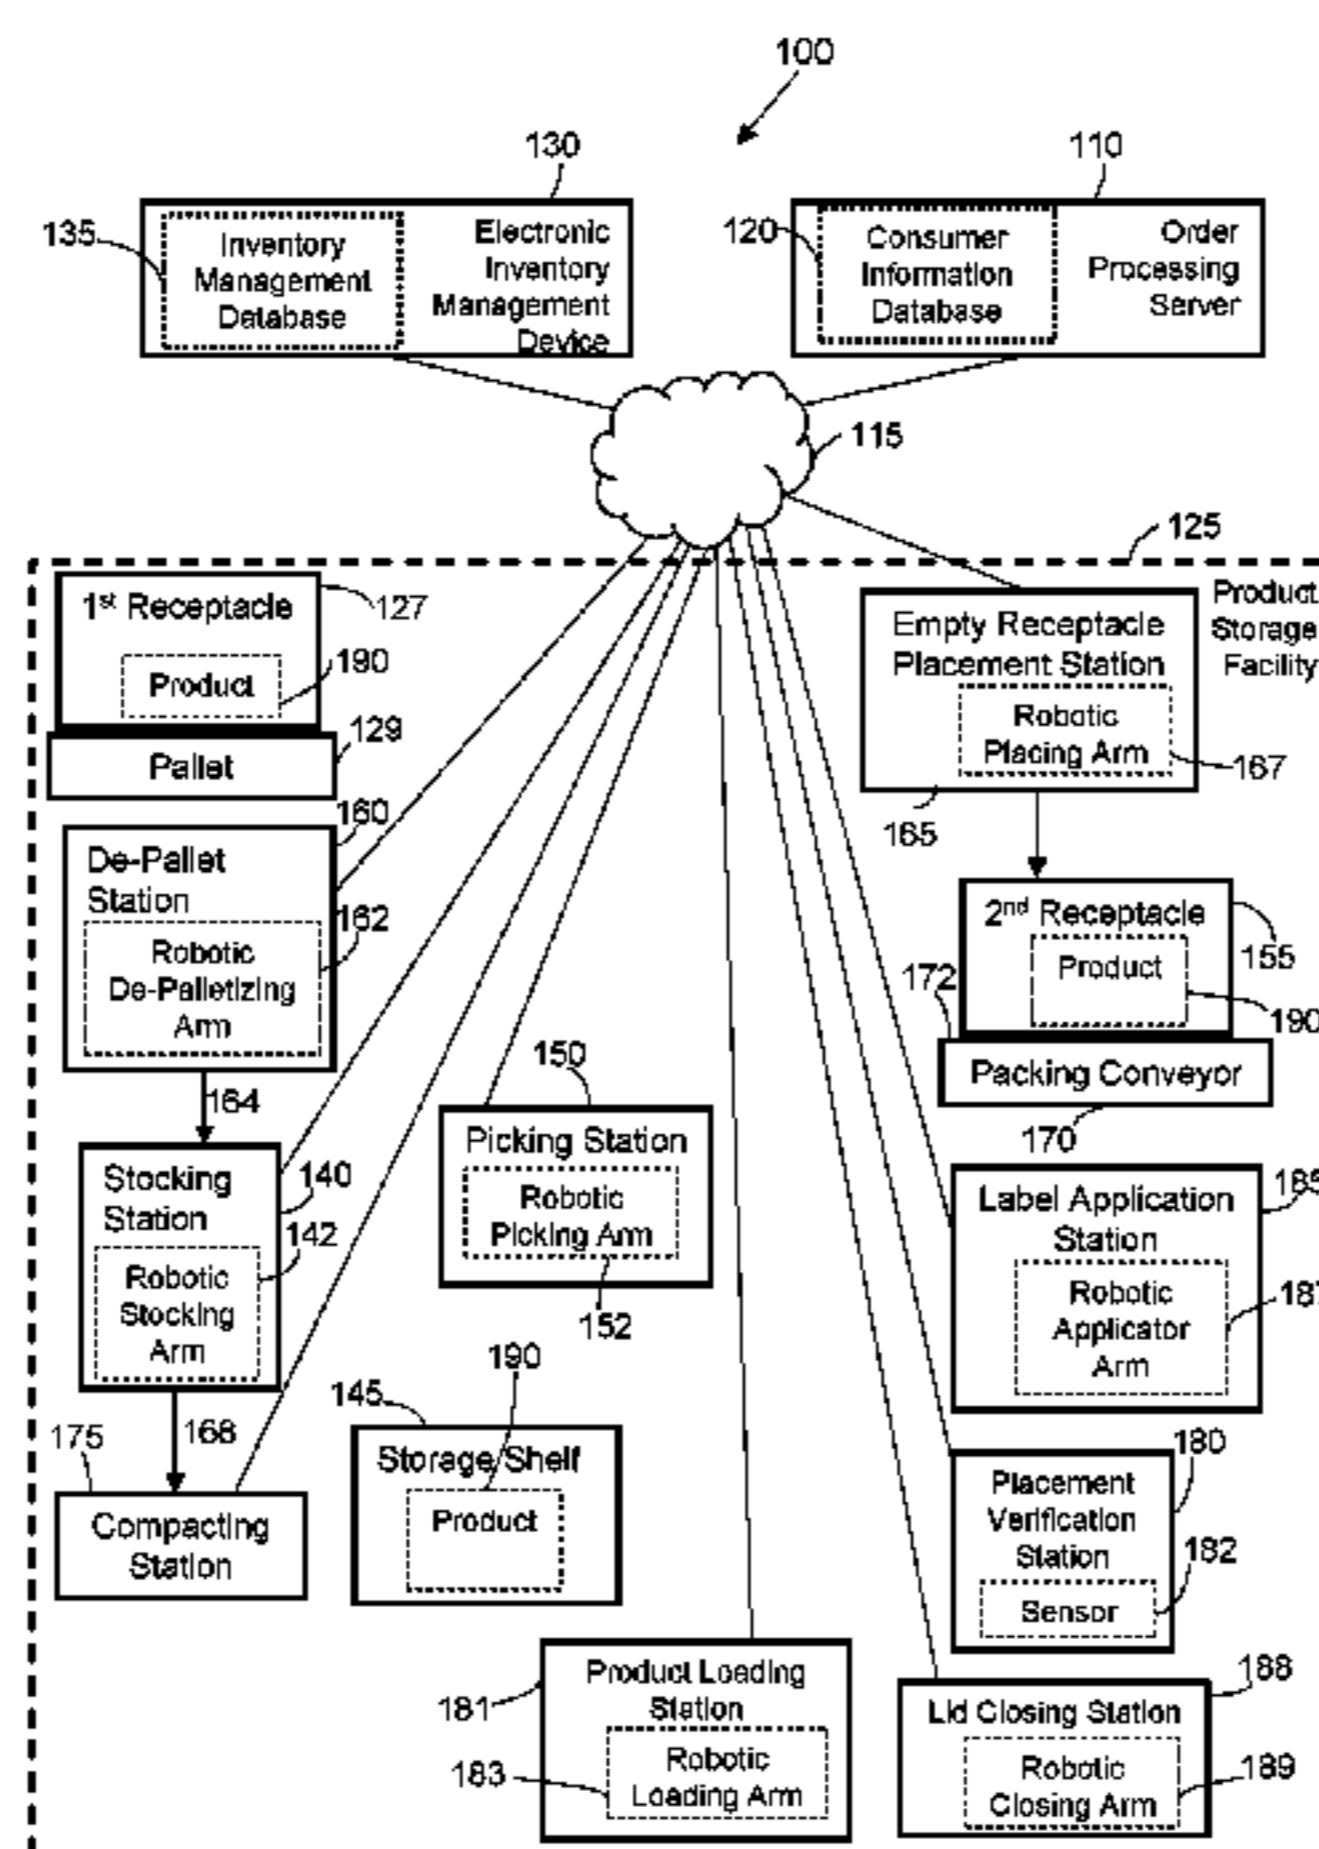 100
130
110
135
Inventory
Management
Database
Electronic
Inventory
Management
Device
120
Consumer
Information
Database
Order
Processing
Server
115
125
Product
Storage
Facility
1st Receptacle
127
Product
190
Pallet
129
160
De-Pallet
Station
162
Robotic
De-Palletizing
Arm
164
Stocking
Station
140
142
Robotic
Stocking
Arm
168
175
Compacting
Station
150
Picking Station
Robotic
Picking Arm
152
190
145
Storage Shelf
Product
Product Loading
Station
181
Robotic
Loading Arm
183
Empty Receptacle
Placement Station
Robotic
Placing Arm
167
165
2nd Receptacle
155
Product
190
172
Packing Conveyor
170
Label Application
Station
185
Robotic
Applicator
Arm
187
180
Placement
Verification
Station
182
Sensor
188
Lid Closing Station
Robotic
Closing Arm
189